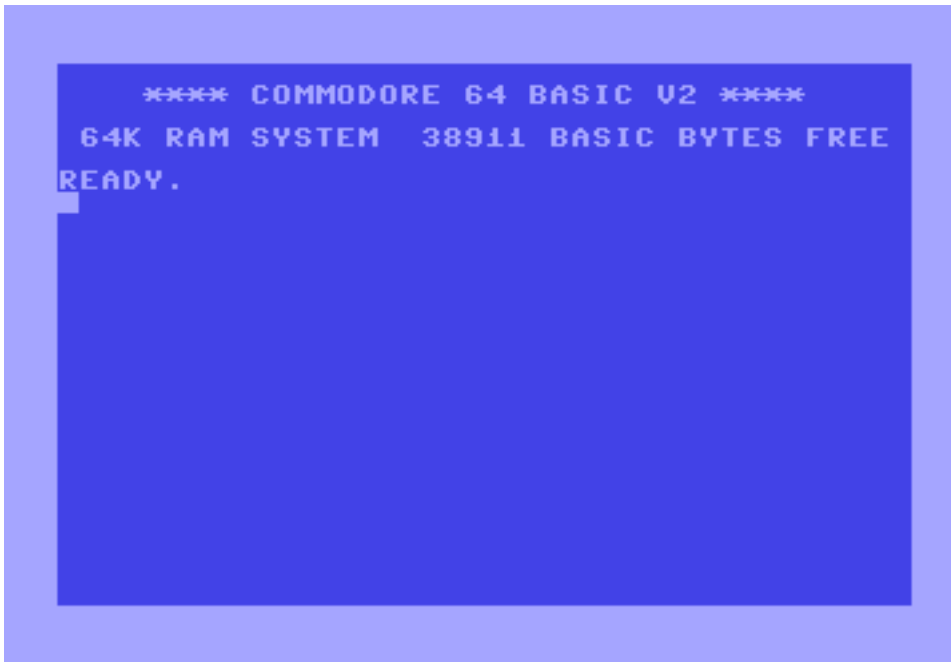 **** COMMODORE 64 BASIC V2 ****
64K RAM SYSTEM  38911 BASIC BYTES FREE
READY.